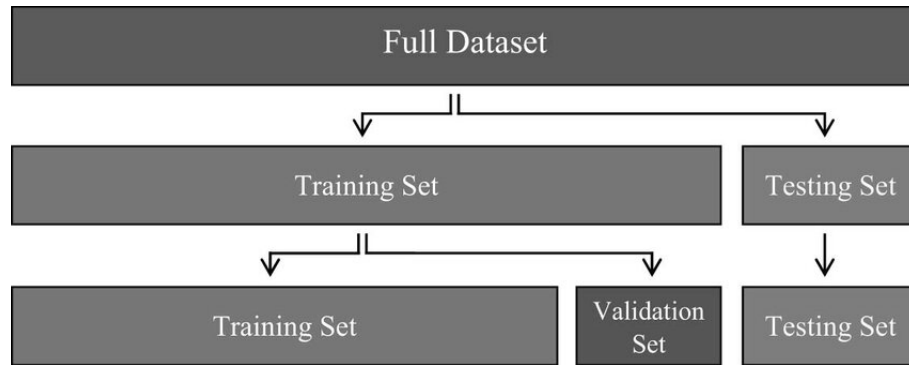 Full Dataset
Training Set
Testing Set
Training Set
Validation
Set
Testing Set